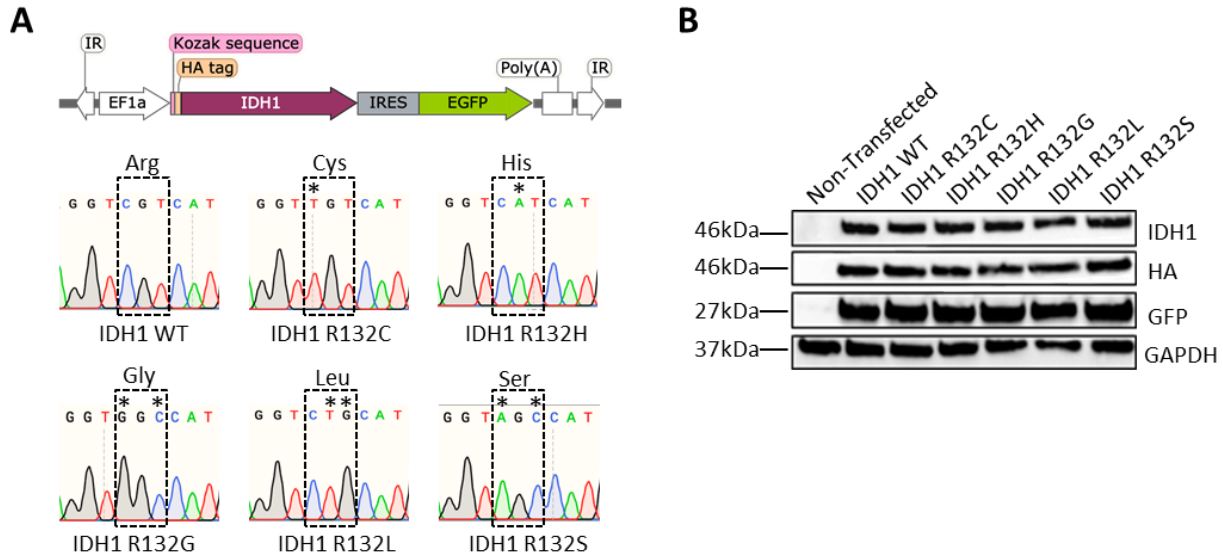 A
IR
Kozak sequence
HA tag
Poly(A)
IR
EF1a
IDH1
IRES
EGFP
Arg
Cys
His
*
*
G G T C G T C A T
G G T T G T C A T
G G T C A T C A T
IDH1 WT
IDH1 R132C
IDH1 R132H
Gly
Leu
Ser
* *
* *
* *
G G T G G C C A T
G G T C T G C A T
G G T A G C C A T
IDH1 R132G
IDH1 R132L
IDH1 R132S
B
Non-Transfected
IDH1 WT
IDH1 R132C
IDH1 R132H
IDH1 R132G
IDH1 R132L
IDH1 R132S
46kDa
IDH1
46kDa
HA
27kDa
GFP
37kDa
GAPDH